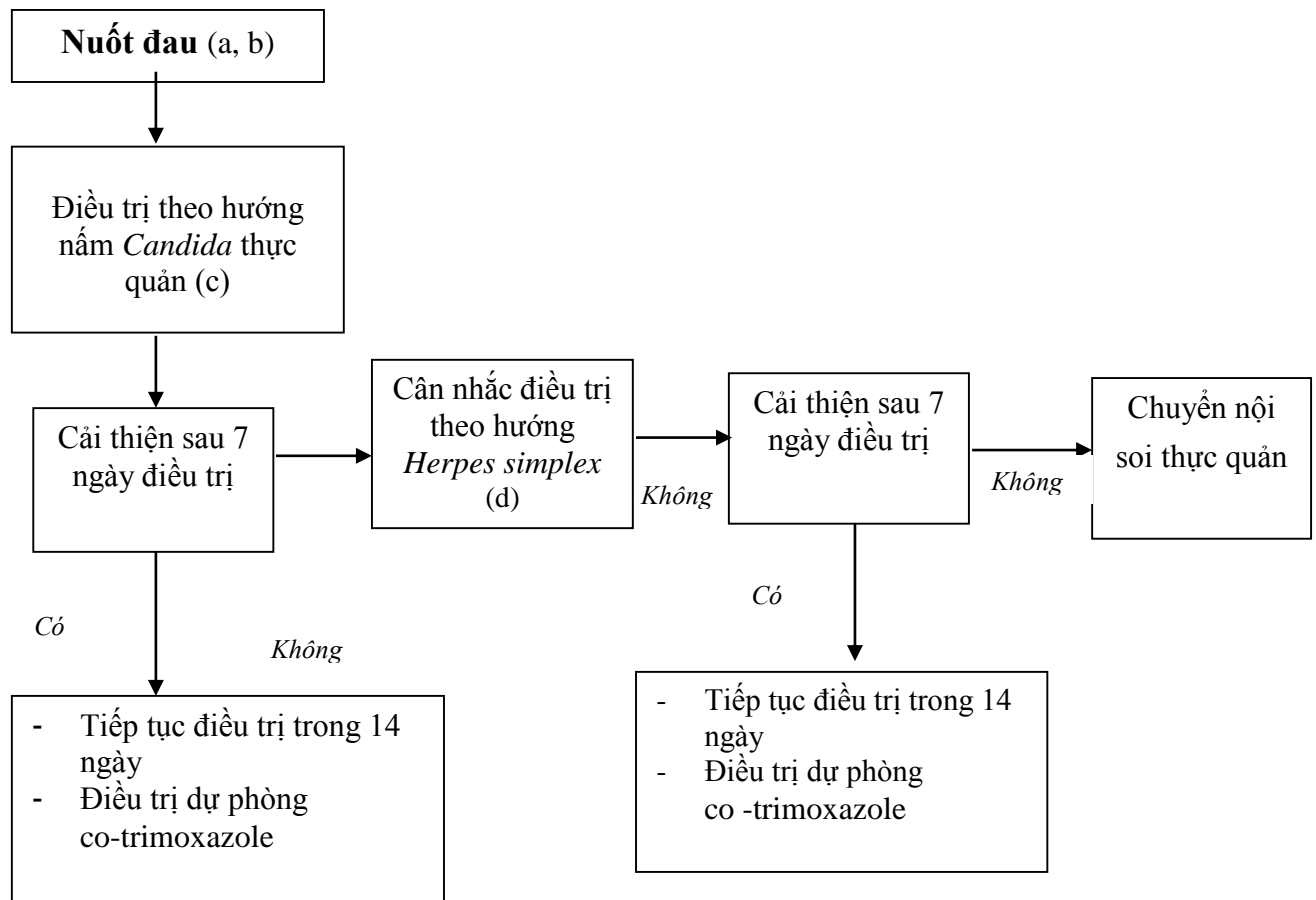 Nuốt đau (a, b)
Điều trị theo hướng
nấm Candida thực
quản (c)
Cải thiện sau 7
ngày điều trị
Cân nhắc điều trị
theo hướng
Herpes simplex
(d)
Không
Cải thiện sau 7
ngày điều trị
Không
Chuyển nội
soi thực quản
Có
Không
Có
- Tiếp tục điều trị trong 14
ngày
- Điều trị dự phòng
co-trimoxazole
- Tiếp tục điều trị trong 14
ngày
- Điều trị dự phòng
co -trimoxazole